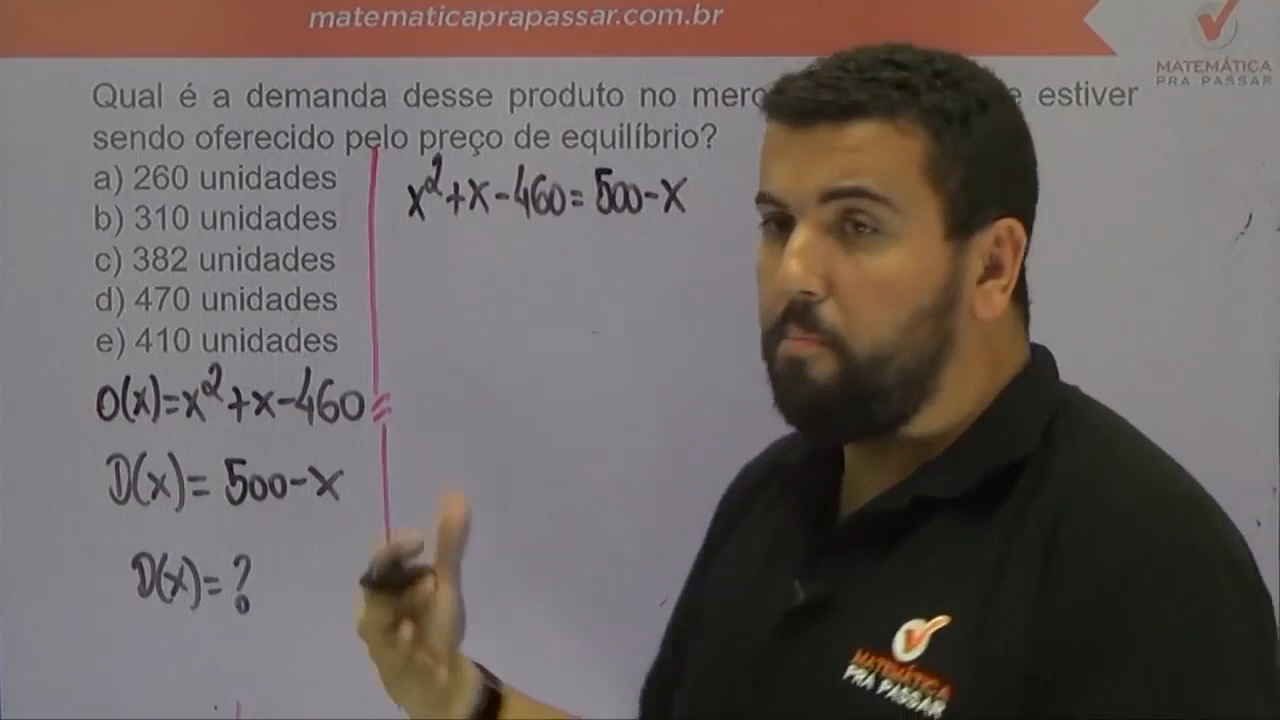 matematicaprapassar.com.br
MATEMÁTICA
PRA PASSAR
Qual é a demanda desse produto no estiver
sendo oferecido pelo preço de equilíbrio?
a) 260 unidades
b) 310 unidades
c) 382 unidades
d) 470 unidades
e) 410 unidades
x²+x-460=500-x
O(x)=x²+x-460=
D(x)=500-x
D(x)=?
MATEMÁTICA
PRA PASSAR